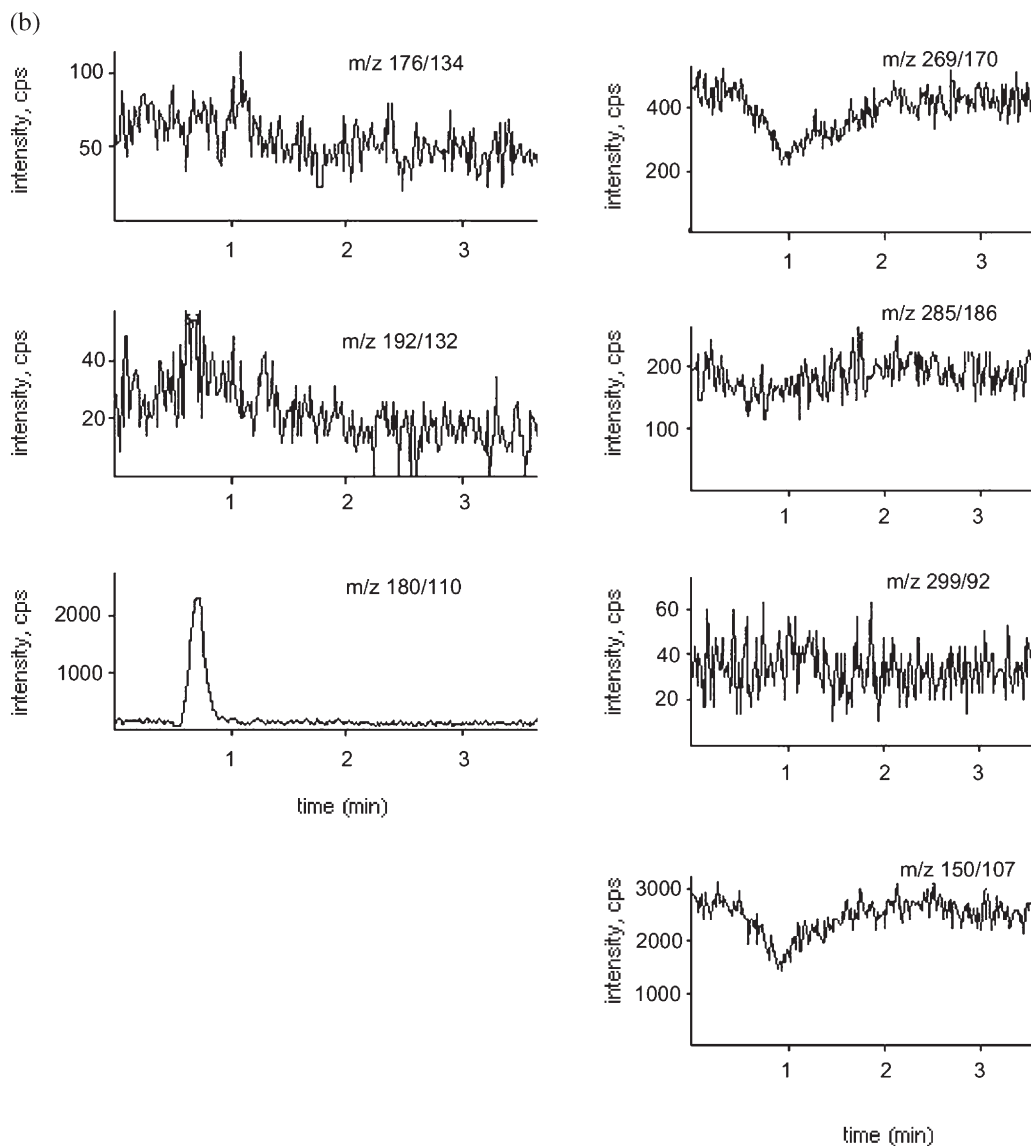 (b)
m/z 176/134
intensity, cps
100
50
1 2 3
m/z 192/132
intensity, cps
40
20
1 2 3
m/z 180/110
intensity, cps
2000
1000
1 2 3
time (min)
m/z 269/170
intensity, cps
400
200
1 2 3
m/z 285/186
intensity, cps
200
100
1 2 3
m/z 299/92
intensity, cps
60
40
20
1 2 3
m/z 150/107
intensity, cps
3000
2000
1000
1 2 3
time (min)